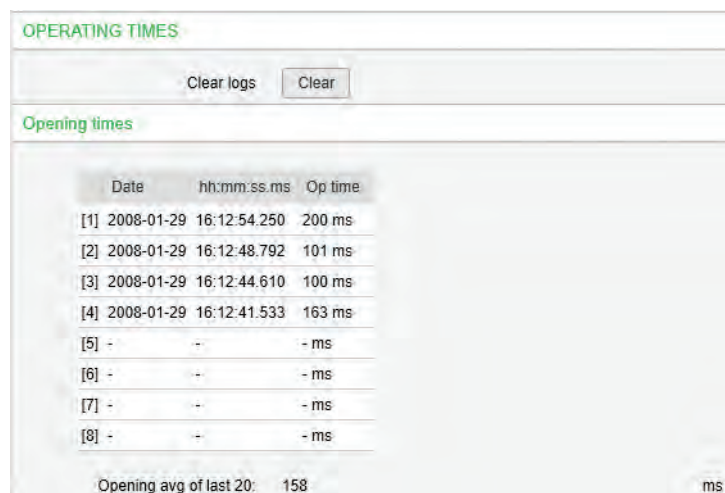 OPERATING TIMES
Clear logs Clear
Opening times
Date hh:mm:ss.ms Op time
[1] 2008-01-29 16:12:54.250 200 ms
[2] 2008-01-29 16:12:48.792 101 ms
[3] 2008-01-29 16:12:44.610 100 ms
[4] 2008-01-29 16:12:41.533 163 ms
[5] - - - ms
[6] - - - ms
[7] - - - ms
[8] - - - ms
Opening avg of last 20: 158 ms